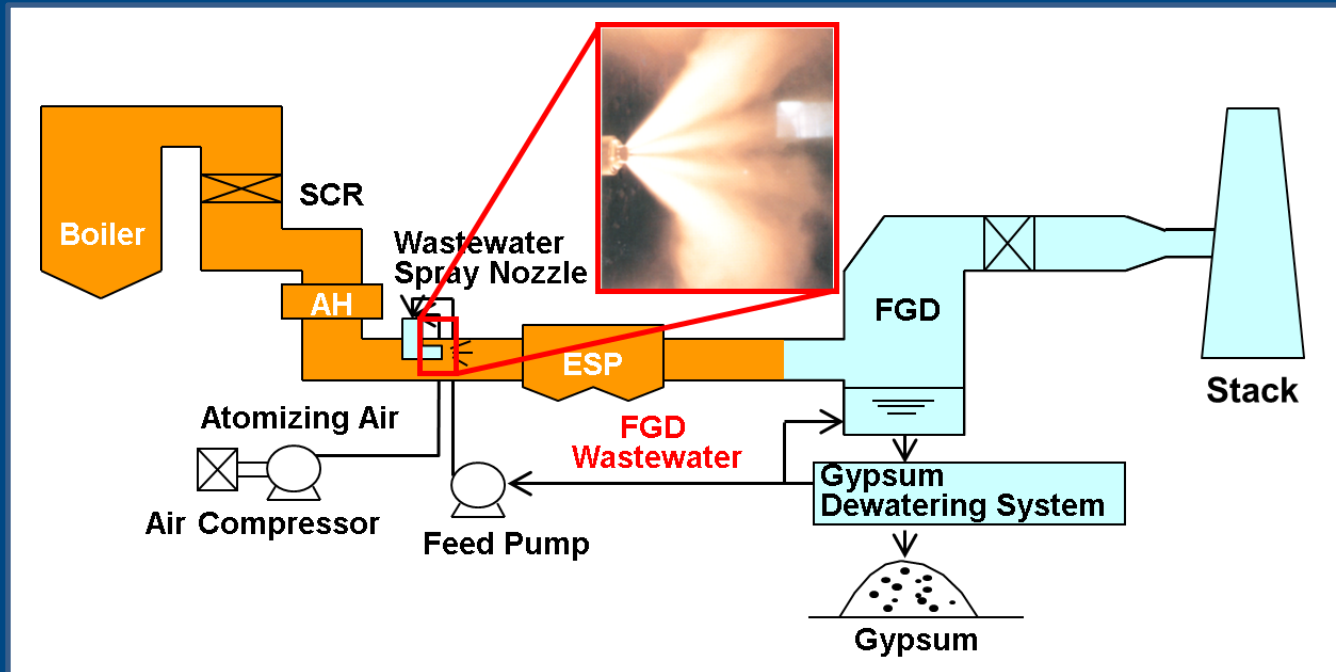 SCR
Boiler
Wastewater
Spray Nozzle
AH
FGD
ESP
Stack
Atomizing Air
FGD
Wastewater
Gypsum
Dewatering System
Air Compressor
Feed Pump
Gypsum